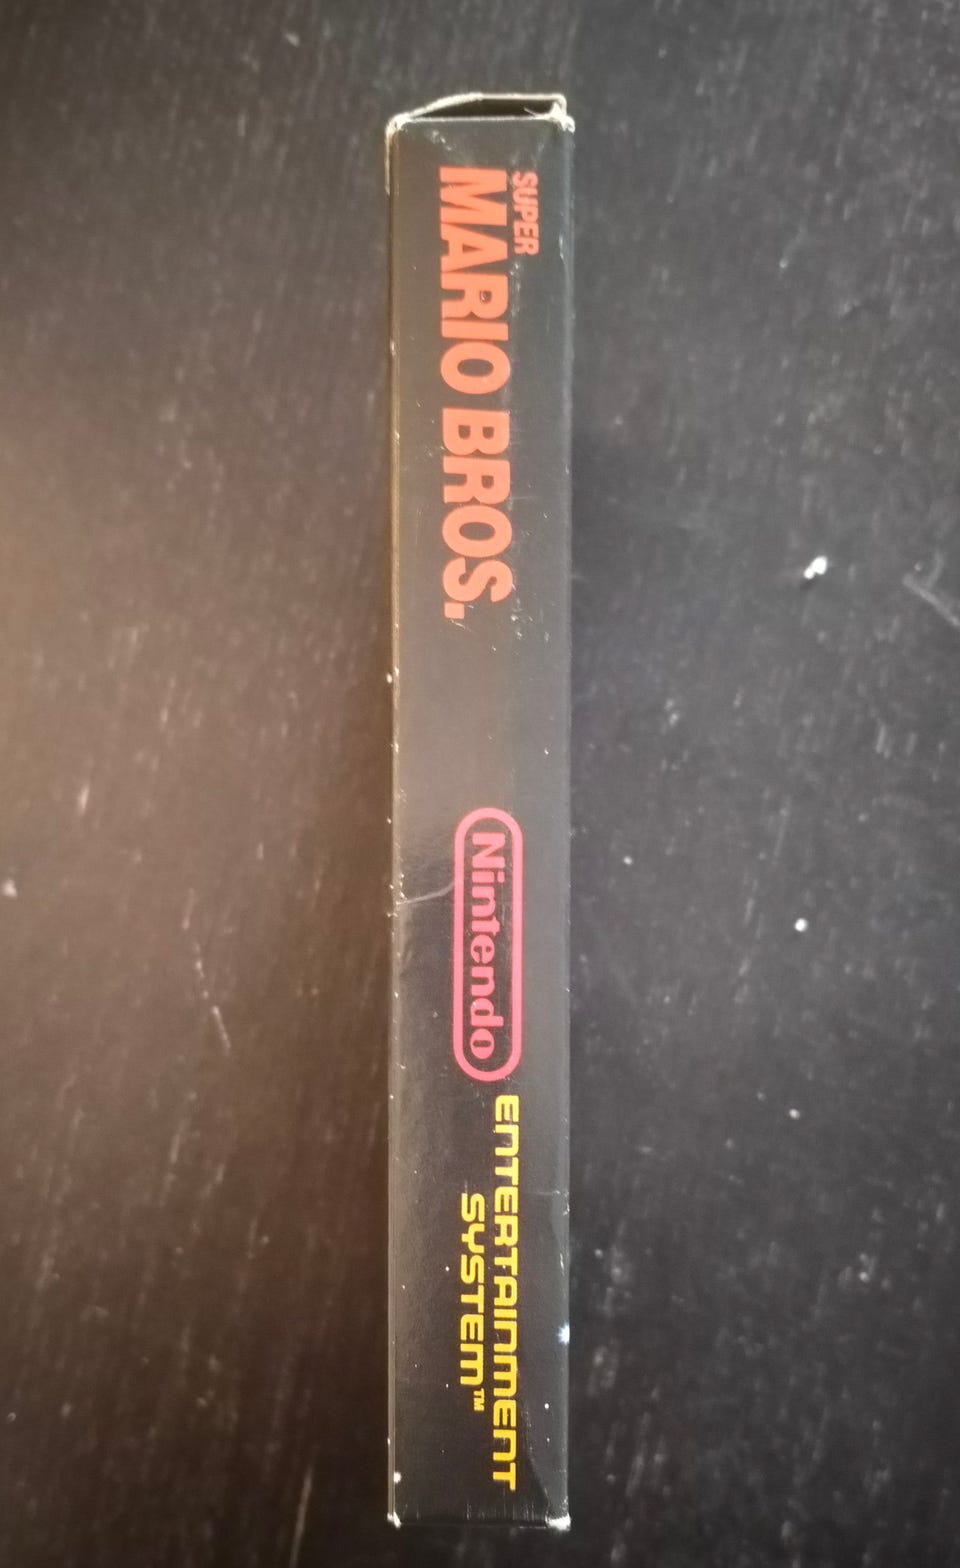 SUPER
MARIO BROS.
Nintendo
ENTERTAINMENT
SYSTEM™